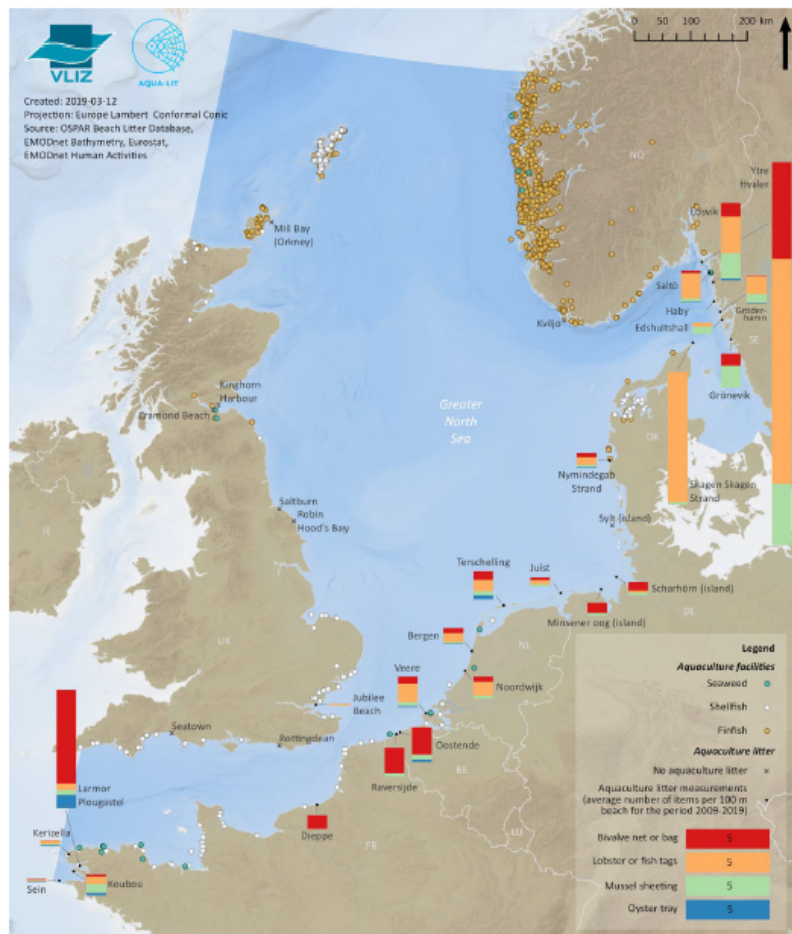 0 50 100 200 km
VLIZ
AQUA-LIT
Created: 2019-03-12
Projection: Europe Lambert Conformal Conic
Source: OSPAR Beach Litter Database,
EMODnet Bathymetry, Eurostat,
EMODnet Human Activities
NO
Ytre
Hvaler
Edsvik
Mill Bay
(Orkney)
Saltö
Haby
Gröder-
hamn
Kviljo
Edshultshall
SE
Grönevik
Kinghorn
Harbour
Cramond Beach
Greater
North
Sea
DK
Nymindegab
Strand
Skagen Skagen
Strand
Saltburn
Robin
Hood's Bay
Sylt (island)
IE
Terschelling
Juist
Scharhörn (island)
DE
Minsener oog (island)
Bergen
NL
UK
Veere
Noordwijk
Jubilee
Beach
Seatown
Rottingdean
Oostende
BE
Raversijde
Larmor
Plougastel
Dieppe
LU
Kerizella
FR
Koubou
Sein
Legend
Aquaculture facilities
Seaweed
Shellfish
Finfish
Aquaculture litter
No aquaculture litter
Aquaculture litter measurements
(average number of items per 100 m
beach for the period 2009-2019)
Bivalve net or bag 5
Lobster or fish tags 5
Mussel sheeting 5
Oyster tray 5